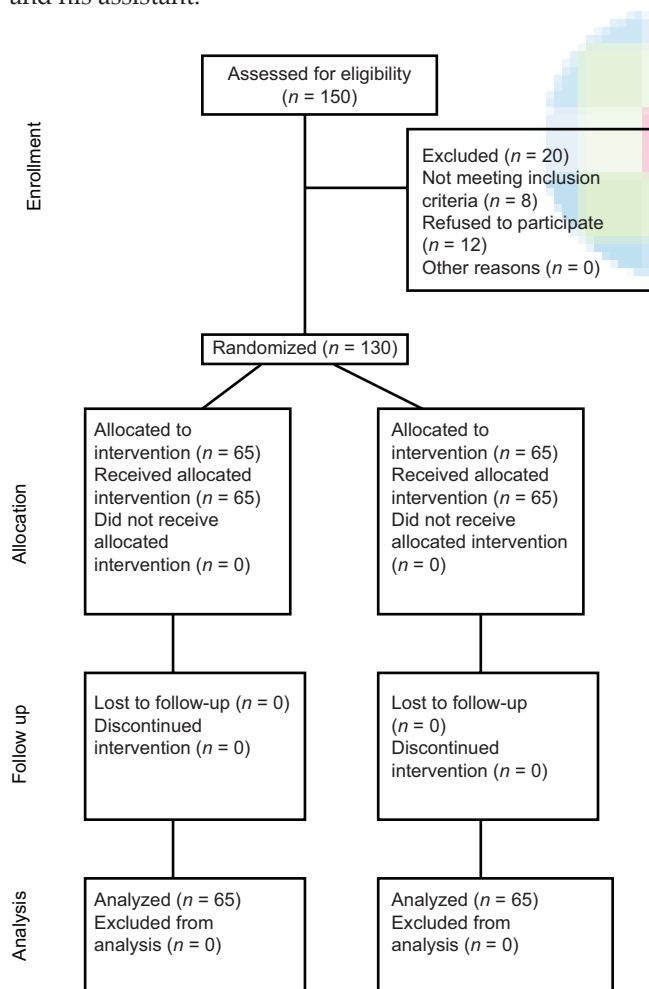 and his assistant.
Assessed for eligibility
(n = 150)
Enrollment
Excluded (n = 20)
Not meeting inclusion
criteria (n = 8)
Refused to participate
(n = 12)
Other reasons (n = 0)
Randomized (n = 130)
Allocation
Allocated to
intervention (n = 65)
Received allocated
intervention (n = 65)
Did not receive
allocated
intervention (n = 0)
Allocated to
intervention (n = 65)
Received allocated
intervention (n = 65)
Did not receive
allocated intervention
(n = 0)
Follow up
Lost to follow-up (n = 0)
Discontinued
intervention (n = 0)
Lost to follow-up
(n = 0)
Discontinued
intervention (n = 0)
Analysis
Analyzed (n = 65)
Excluded from
analysis (n = 0)
Analyzed (n = 65)
Excluded from
analysis (n = 0)